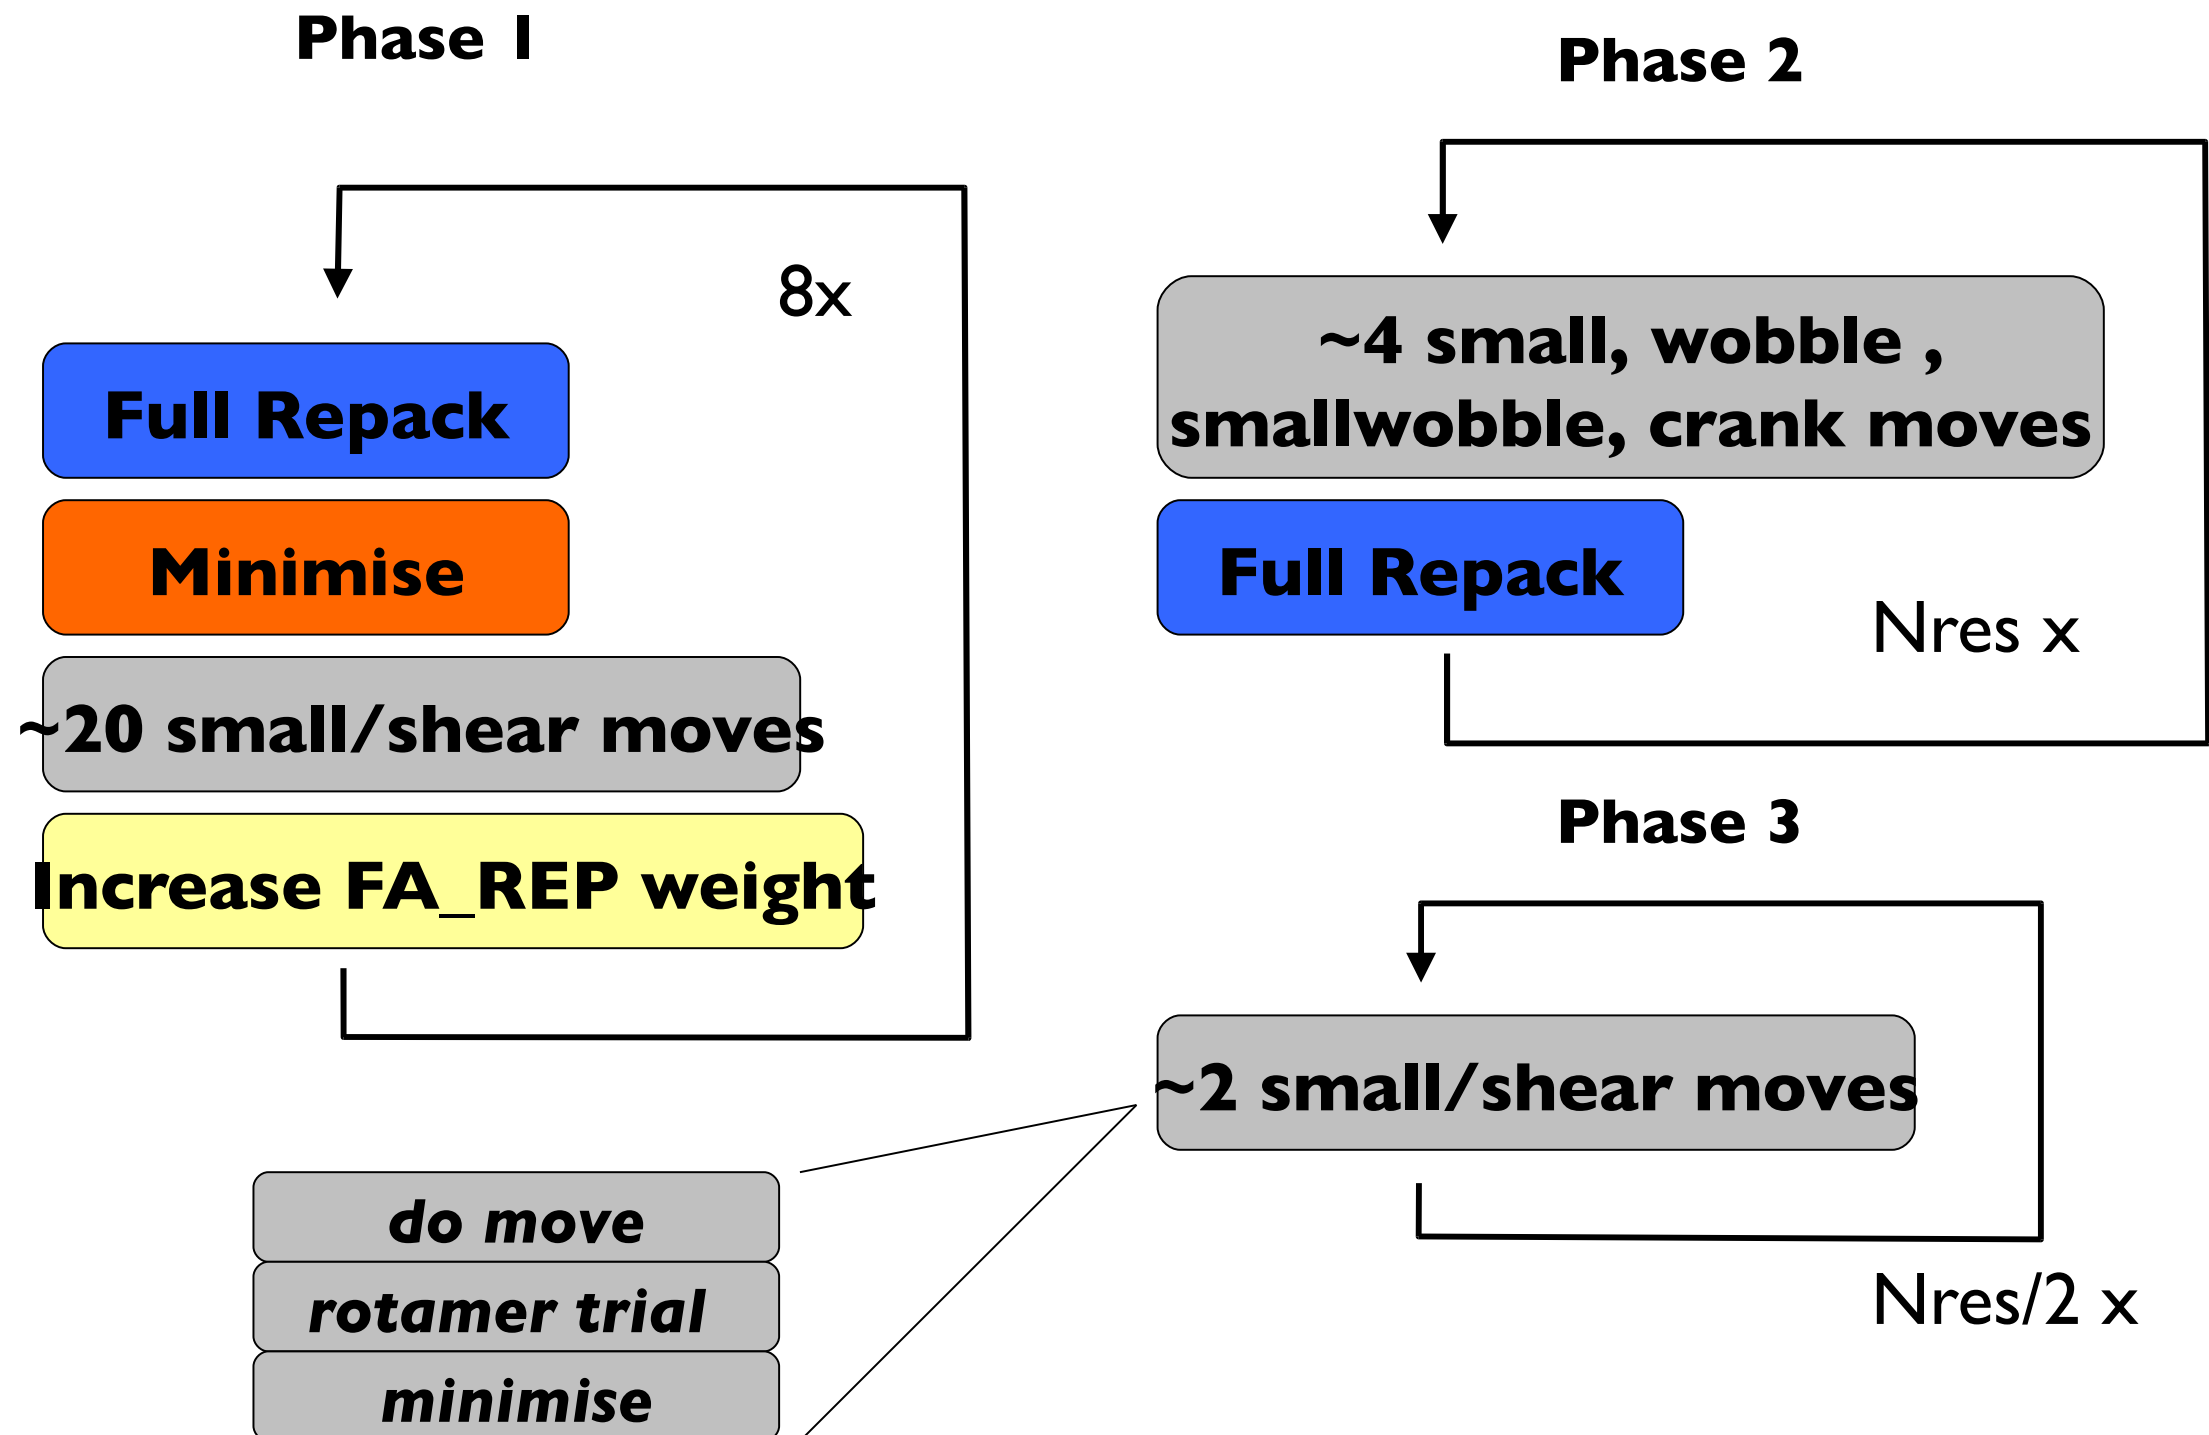 Phase 1
8x
Full Repack
Minimise
~20 small/shear moves
Increase FA_REP weight
Phase 2
~4 small, wobble ,
smallwobble, crank moves
Full Repack
Nres x
Phase 3
~2 small/shear moves
Nres/2 x
do move
rotamer trial
minimise